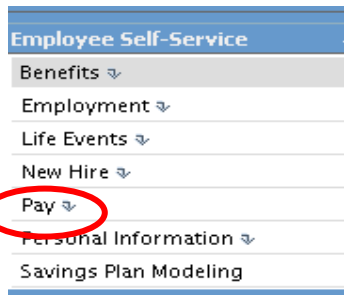 Employee Self-Service
Benefits
Employment
Life Events
New Hire
Pay
Personal Information
Savings Plan Modeling